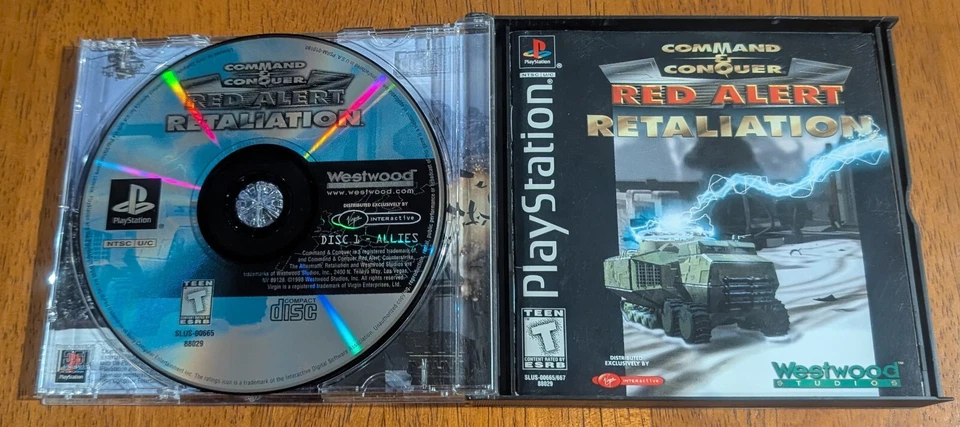 COMMAND
&
CONQUER
RED ALERT
RETALIATION
Westwood
STUDIOS
www.westwood.com
DISTRIBUTED EXCLUSIVELY BY
Virgin INTERACTIVE
DISC 1 - ALLIES
PlayStation
NTSC U/C
Command & Conquer is a registered trademark of
and Command & Conquer Red Alert, Counterstrike,
The Aftermath, Retaliation and Westwood Studios are
trademarks of Westwood Studios, Inc., 2400 N. Tenaya Way, Las Vegas,
NV 89128 ©1998 Westwood Studios, Inc. All rights reserved.
Virgin is a registered trademark of Virgin Enterprises, Ltd.
TEEN
T
ESRB
SLUS-00665
88029
COMPACT
disc
PlayStation
PlayStation
NTSC U/C
PlayStation
COMMAND
&
CONQUER
RED ALERT
RETALIATION
TEEN
T
CONTENT RATED BY
ESRB
SLUS-00665/667
88029
DISTRIBUTED
EXCLUSIVELY BY
Virgin INTERACTIVE
Westwood
STUDIOS